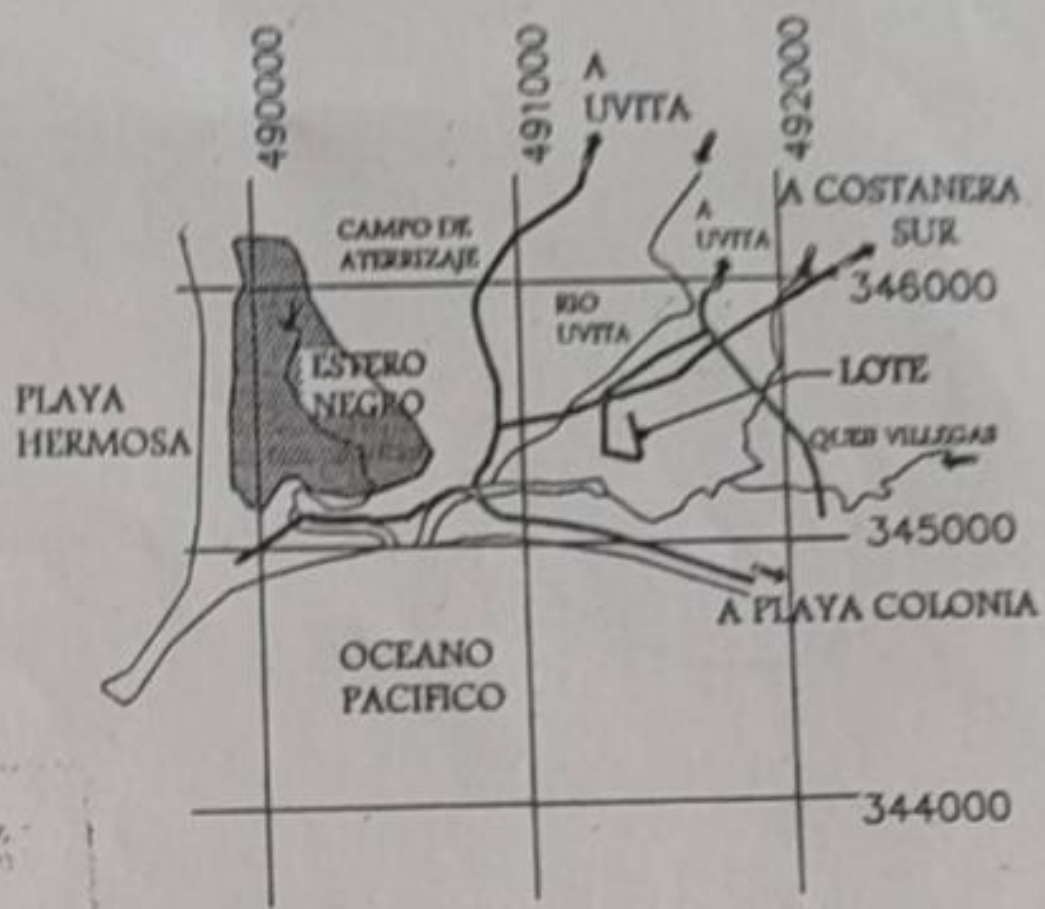 490000
491000
492000
A
UVITA
A COSTANERA
SUR
A
UVITA
CAMPO DE
ATERRIZAJE
346000
RIO
UVITA
ESTERO
NEGRO
LOTE
PLAYA
HERMOSA
QUEB VILLEGAS
345000
A PLAYA COLONIA
OCEANO
PACIFICO
344000